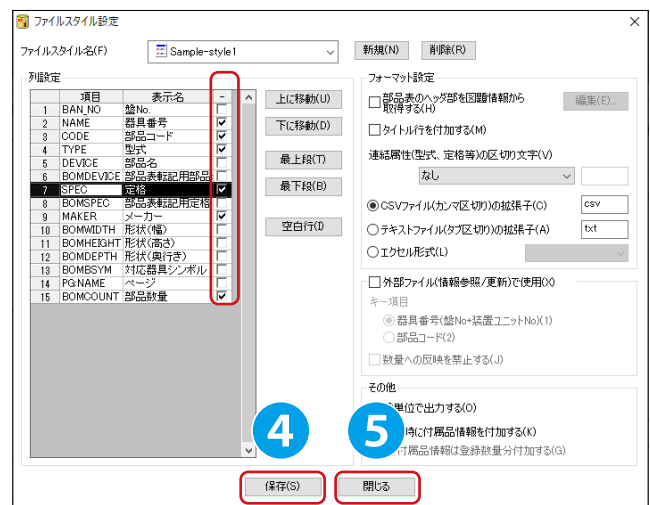 ファイルスタイル設定
ファイルスタイル名(F)
Sample-style1
新規(N)
削除(R)
列設定
項目 表示名 -
1 BAN_NO 盤No.
2 NAME 器具番号
3 CODE 部品コード
4 TYPE 型式
5 DEVICE 部品名
6 BOMDEVICE 部品表転記用部品
7 SPEC 定格
8 BOMSPEC 部品表転記用定格
9 MAKER メーカー
10 BOMWIDTH 形状(幅)
11 BOMHEIGHT 形状(高さ)
12 BOMDEPTH 形状(奥行き)
13 BOMBSYM 対応器具シンボル
14 PG:NAME ページ
15 BOMCOUNT 部品数量
上に移動(U)
下に移動(D)
最上段(T)
最下段(B)
空白行(I)
フォーマット設定
部品表のヘッダ部を図題情報から
取得する(H)
編集(E)...
タイトル行を付加する(M)
連結属性(型式、定格等)の区切り文字(V)
なし
CSVファイル(カンマ区切り)の拡張子(C)
csv
テキストファイル(タブ区切り)の拡張子(A)
txt
エクセル形式(L)
外部ファイル(情報参照/更新)で使用(X)
キー項目
器具番号(盤No+装置ユニットNo)(1)
部品コード(2)
数量への反映を禁止する(J)
その他
単位で出力する(O)
時に付属品情報を付加する(K)
付属品情報は登録数量分付加する(G)
4
5
保存(S)
閉じる